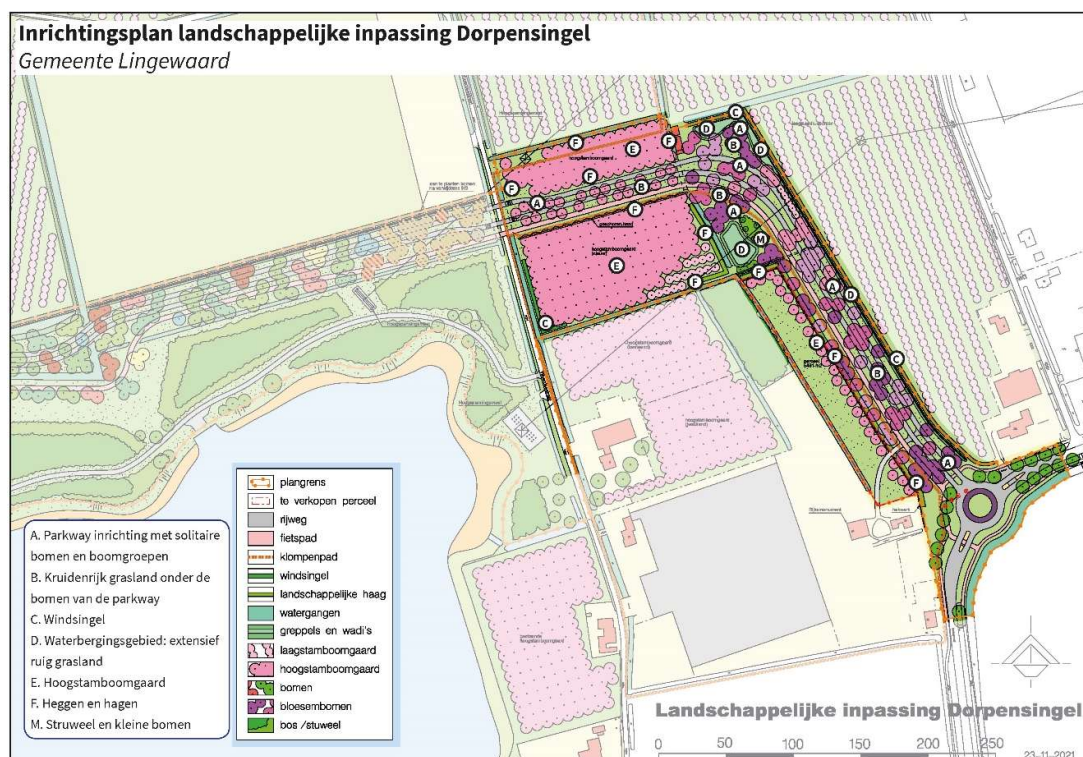 Inrichtingsplan landschappelijke inpassing Dorpensingel
Gemeente Lingewaard
C
D
A
F
F
E
B
D
F
A
F
B
A
B
F
A
F
M
E
D
F
F
A
D
C
E
F
C
B
A
F
plangrens
te verkopen perceel
rijweg
fietspad
klompenpad
windsingel
landschappelijke haag
watergangen
greppels en wadi's
laagstamboomgaard
hoogstamboomgaard
bomen
bloesembomen
bos /stuweel
A. Parkway inrichting met solitaire
bomen en boomgroepen
B. Kruidenrijk grasland onder de
bomen van de parkway
C. Windsingel
D. Waterbergingsgebied: extensief
ruig grasland
E. Hoogstamboomgaard
F. Heggen en hagen
M. Struweel en kleine bomen
Landschappelijke inpassing Dorpensingel
0 50 100 150 200 250
23-11-2021